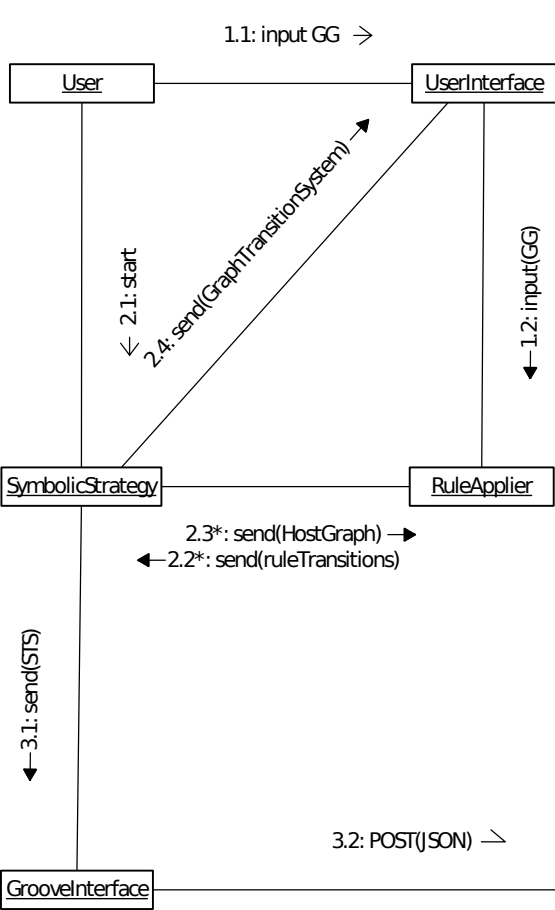 1.1: input GG
User
UserInterface
2.1: start
2.4: send(GraphTransitionSystem)
1.2: input(GG)
SymbolicStrategy
RuleApplier
2.3*: send(HostGraph)
2.2*: send(ruleTransitions)
3.1: send(STS)
3.2: POST(JSON)
GrooveInterface